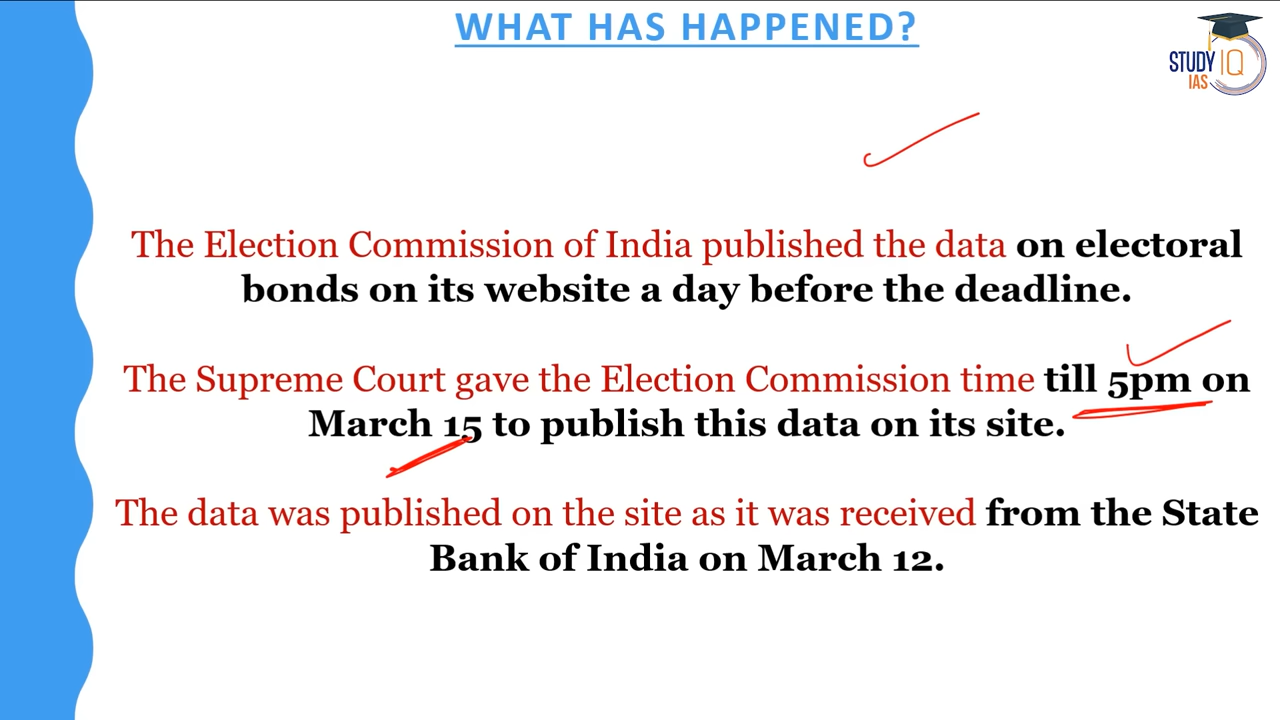 WHAT HAS HAPPENED?
STUDY IQ
IAS
The Election Commission of India published the data on electoral
bonds on its website a day before the deadline.
The Supreme Court gave the Election Commission time till 5pm on
March 15 to publish this data on its site.
The data was published on the site as it was received from the State
Bank of India on March 12.